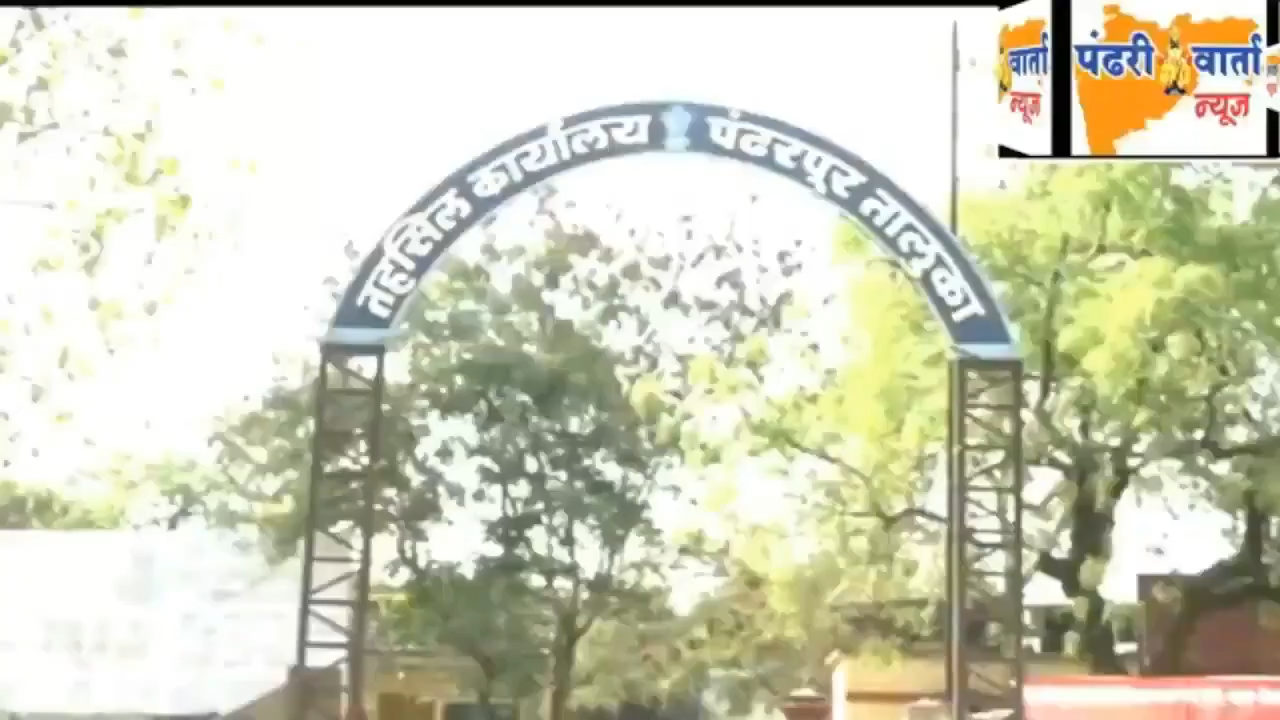 तहसिल कार्यालय पंढरपूर तालुका
वार्ता
न्यूज
पंढरी वार्ता
न्यूज